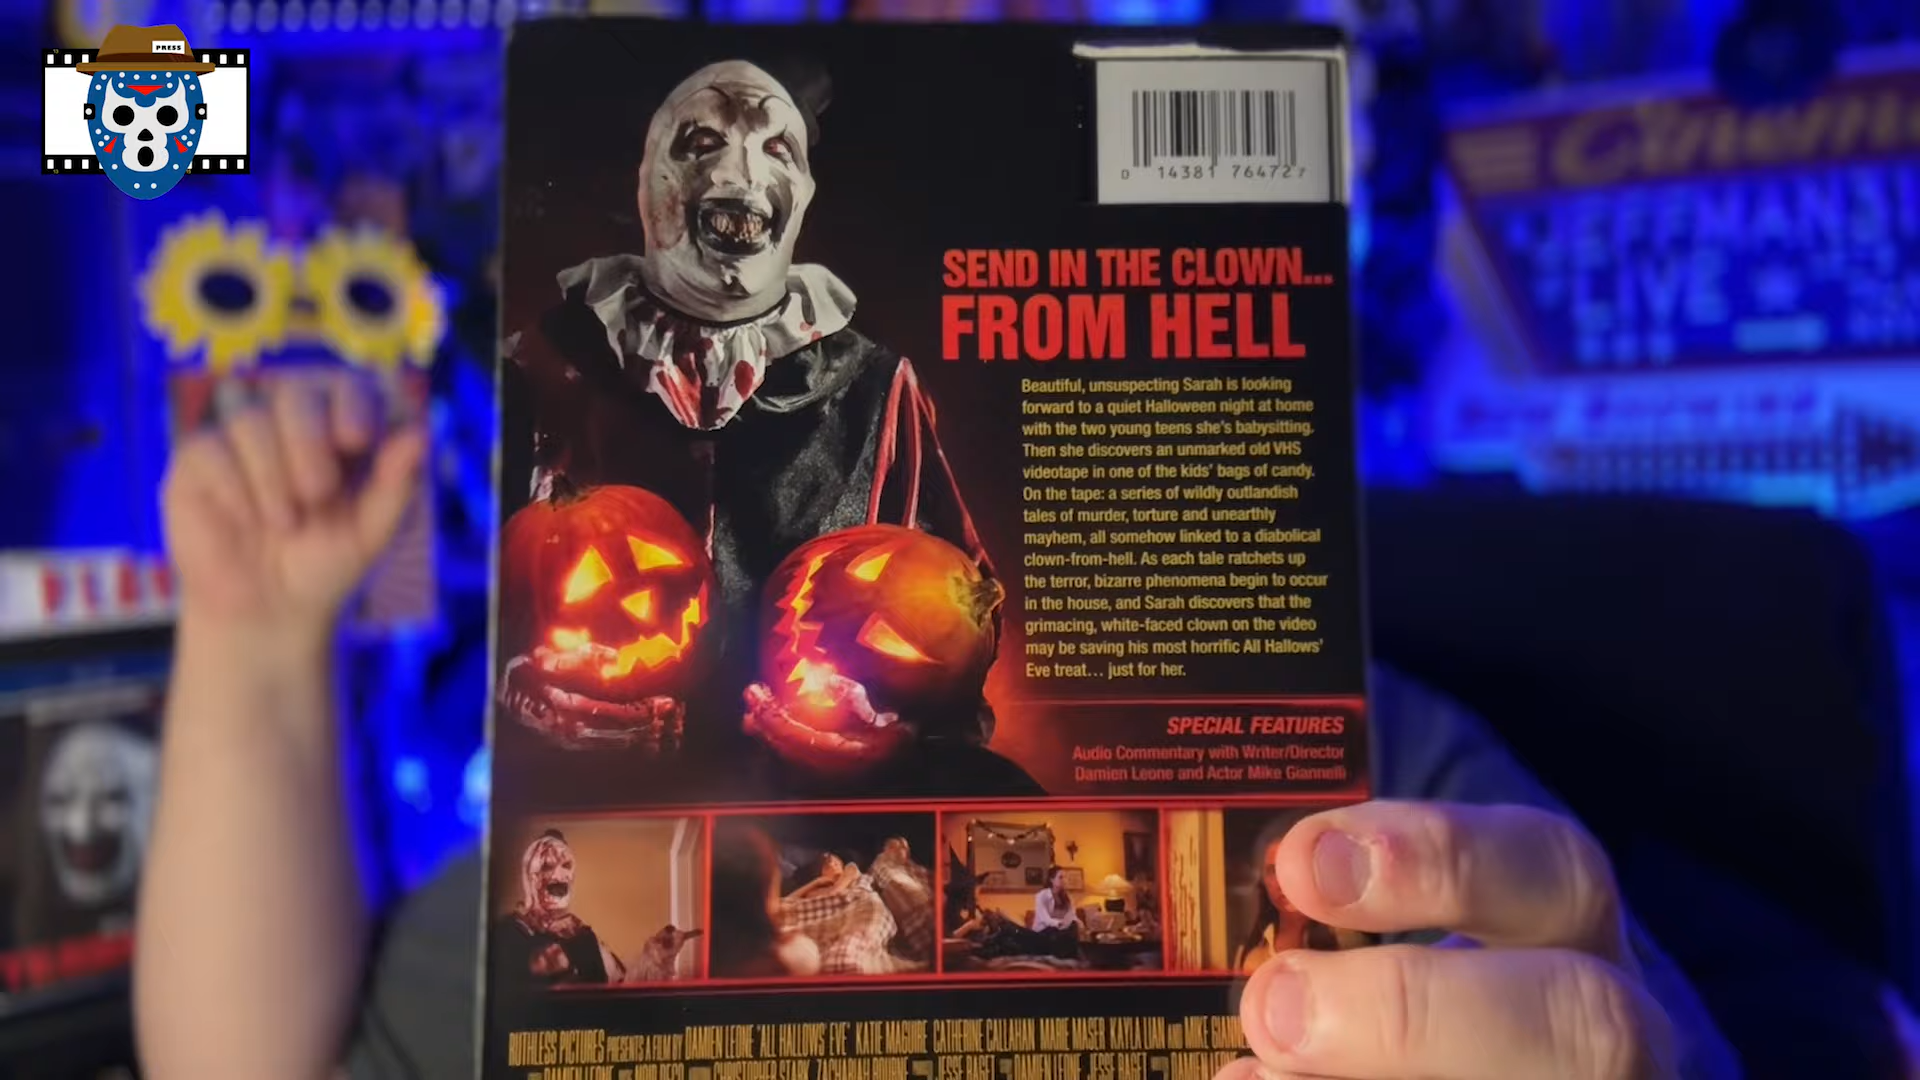 PRESS
0 14381 76472 7
SEND IN THE CLOWN...
FROM HELL
Beautiful, unsuspecting Sarah is looking
forward to a quiet Halloween night at home
with the two young teens she's babysitting.
Then she discovers an unmarked old VHS
videotape in one of the kids' bags of candy.
On the tape: a series of wildly outlandish
tales of murder, torture and unearthly
mayhem, all somehow linked to a diabolical
clown-from-hell. As each tale ratchets up
the terror, bizarre phenomena begin to occur
in the house, and Sarah discovers that the
grimacing, white-faced clown on the video
may be saving his most horrific All Hallows'
Eve treat... just for her.
SPECIAL FEATURES
Audio Commentary with Writer/Director
Damien Leone and Actor Mike Giannelli
RUTHLESS PICTURES PRESENTS A FILM BY DAMIEN LEONE "ALL HALLOWS' EVE" KATIE MAGUIRE CATHERINE CALLAHAN MARIE MASER KAYLA LIAN AND MIKE
LIVE